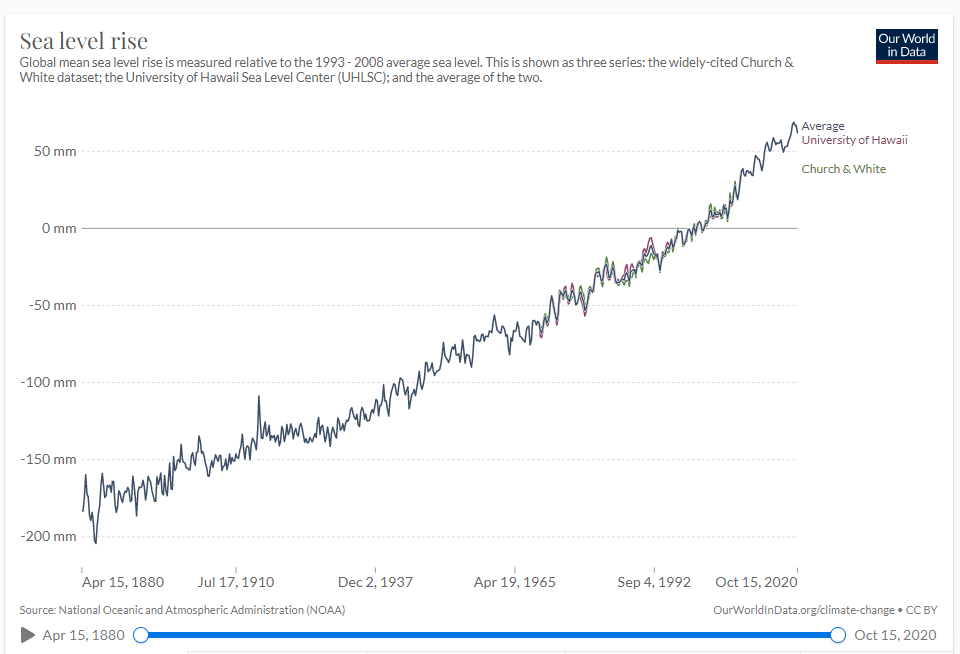 Sea level rise
Our World
in Data
Global mean sea level rise is measured relative to the 1993 - 2008 average sea level. This is shown as three series: the widely-cited Church &
White dataset; the University of Hawaii Sea Level Center (UHLSC); and the average of the two.
Average
University of Hawaii
Church & White
50 mm
0 mm
-50 mm
-100 mm
-150 mm
-200 mm
Apr 15, 1880
Jul 17, 1910
Dec 2, 1937
Apr 19, 1965
Sep 4, 1992
Oct 15, 2020
Source: National Oceanic and Atmospheric Administration (NOAA)
OurWorldInData.org/climate-change • CC BY
Apr 15, 1880
Oct 15, 2020